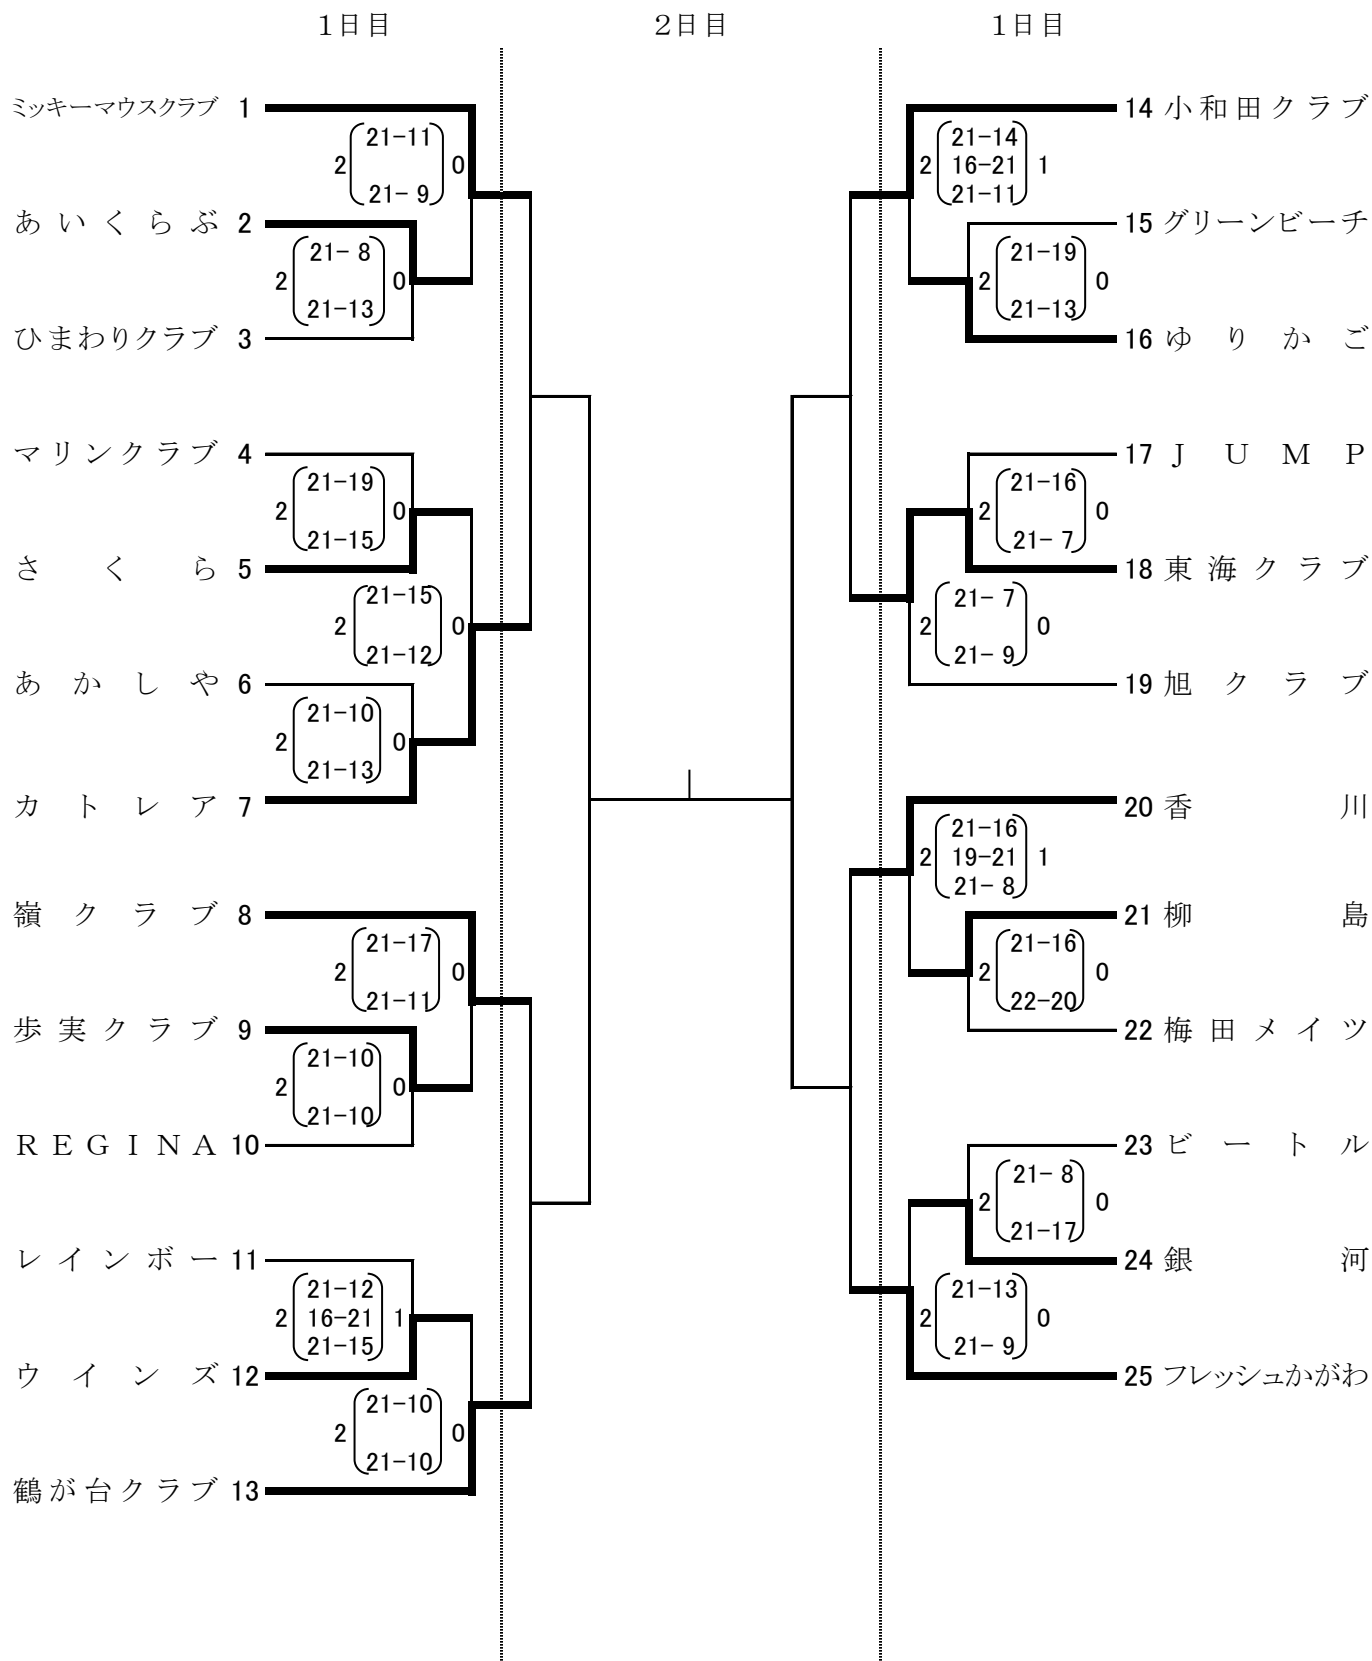 1日目 2日目 1日目
ミッキーマウスクラブ 1
14 小和田クラブ
21-11
2 0
21- 9
21-14
2 16-21 1
21-11
あいくらぶ 2
15 グリーンビーチ
21- 8
2 0
21-13
21-19
2 0
21-13
ひまわりクラブ 3
16 ゆりかご
マリンクラブ 4
17 JUMP
21-19
2 0
21-15
21-16
2 0
21- 7
さくら 5
18 東海クラブ
21-15
2 0
21-12
21- 7
2 0
21- 9
あかしや 6
19 旭クラブ
21-10
2 0
21-13
カトレア 7
20 香川
21-16
2 19-21 1
21- 8
嶺クラブ 8
21 柳島
21-17
2 0
21-11
21-16
2 0
22-20
歩実クラブ 9
22 梅田メイツ
21-10
2 0
21-10
REGINA 10
23 ビートル
21- 8
2 0
21-17
レインボー 11
24 銀河
21-12
2 16-21 1
21-15
21-13
2 0
21- 9
ウインズ 12
25 フレッシュかがわ
21-10
2 0
21-10
鶴が台クラブ 13